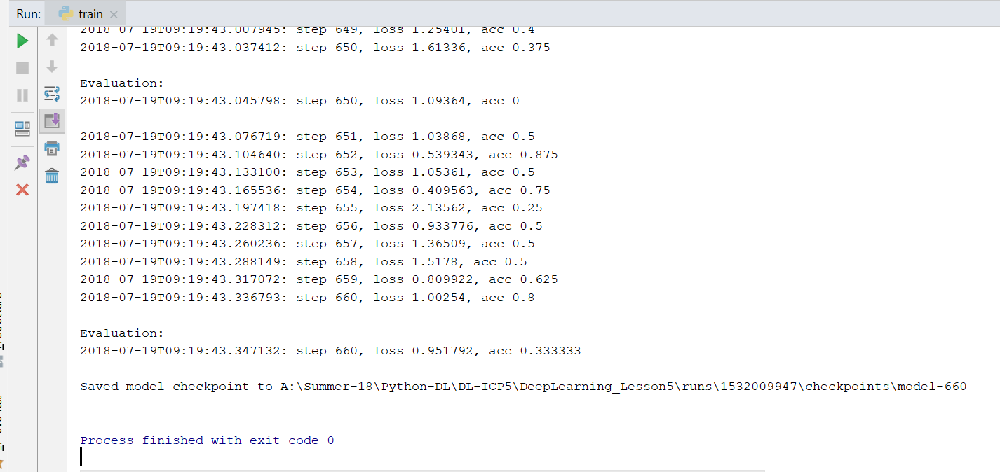 Run: train
2018-07-19T09:19:43.007945: step 649, loss 1.25401, acc 0.4
2018-07-19T09:19:43.037412: step 650, loss 1.61336, acc 0.375
Evaluation:
2018-07-19T09:19:43.045798: step 650, loss 1.09364, acc 0
2018-07-19T09:19:43.076719: step 651, loss 1.03868, acc 0.5
2018-07-19T09:19:43.104640: step 652, loss 0.539343, acc 0.875
2018-07-19T09:19:43.133100: step 653, loss 1.05361, acc 0.5
2018-07-19T09:19:43.165536: step 654, loss 0.409563, acc 0.75
2018-07-19T09:19:43.197418: step 655, loss 2.13562, acc 0.25
2018-07-19T09:19:43.228312: step 656, loss 0.933776, acc 0.5
2018-07-19T09:19:43.260236: step 657, loss 1.36509, acc 0.5
2018-07-19T09:19:43.288149: step 658, loss 1.5178, acc 0.5
2018-07-19T09:19:43.317072: step 659, loss 0.809922, acc 0.625
2018-07-19T09:19:43.336793: step 660, loss 1.00254, acc 0.8
Evaluation:
2018-07-19T09:19:43.347132: step 660, loss 0.951792, acc 0.333333
Saved model checkpoint to A:\Summer-18\Python-DL\DL-ICP5\DeepLearning_Lesson5\runs\1532009947\checkpoints\model-660
Process finished with exit code 0